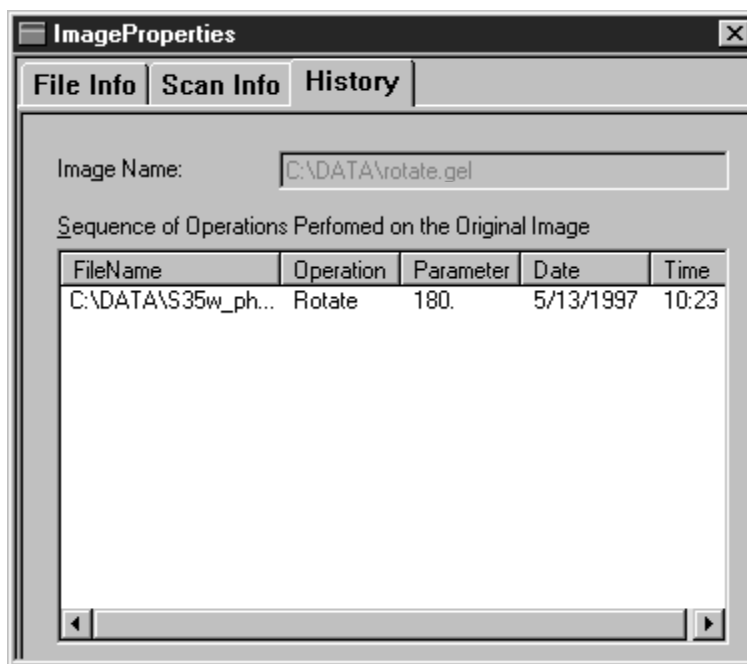 ImageProperties
File Info Scan Info History
Image Name: C:\DATA\rotate.gel
Sequence of Operations Perfomed on the Original Image
FileName Operation Parameter Date Time
C:\DATA\S35w_ph... Rotate 180. 5/13/1997 10:23